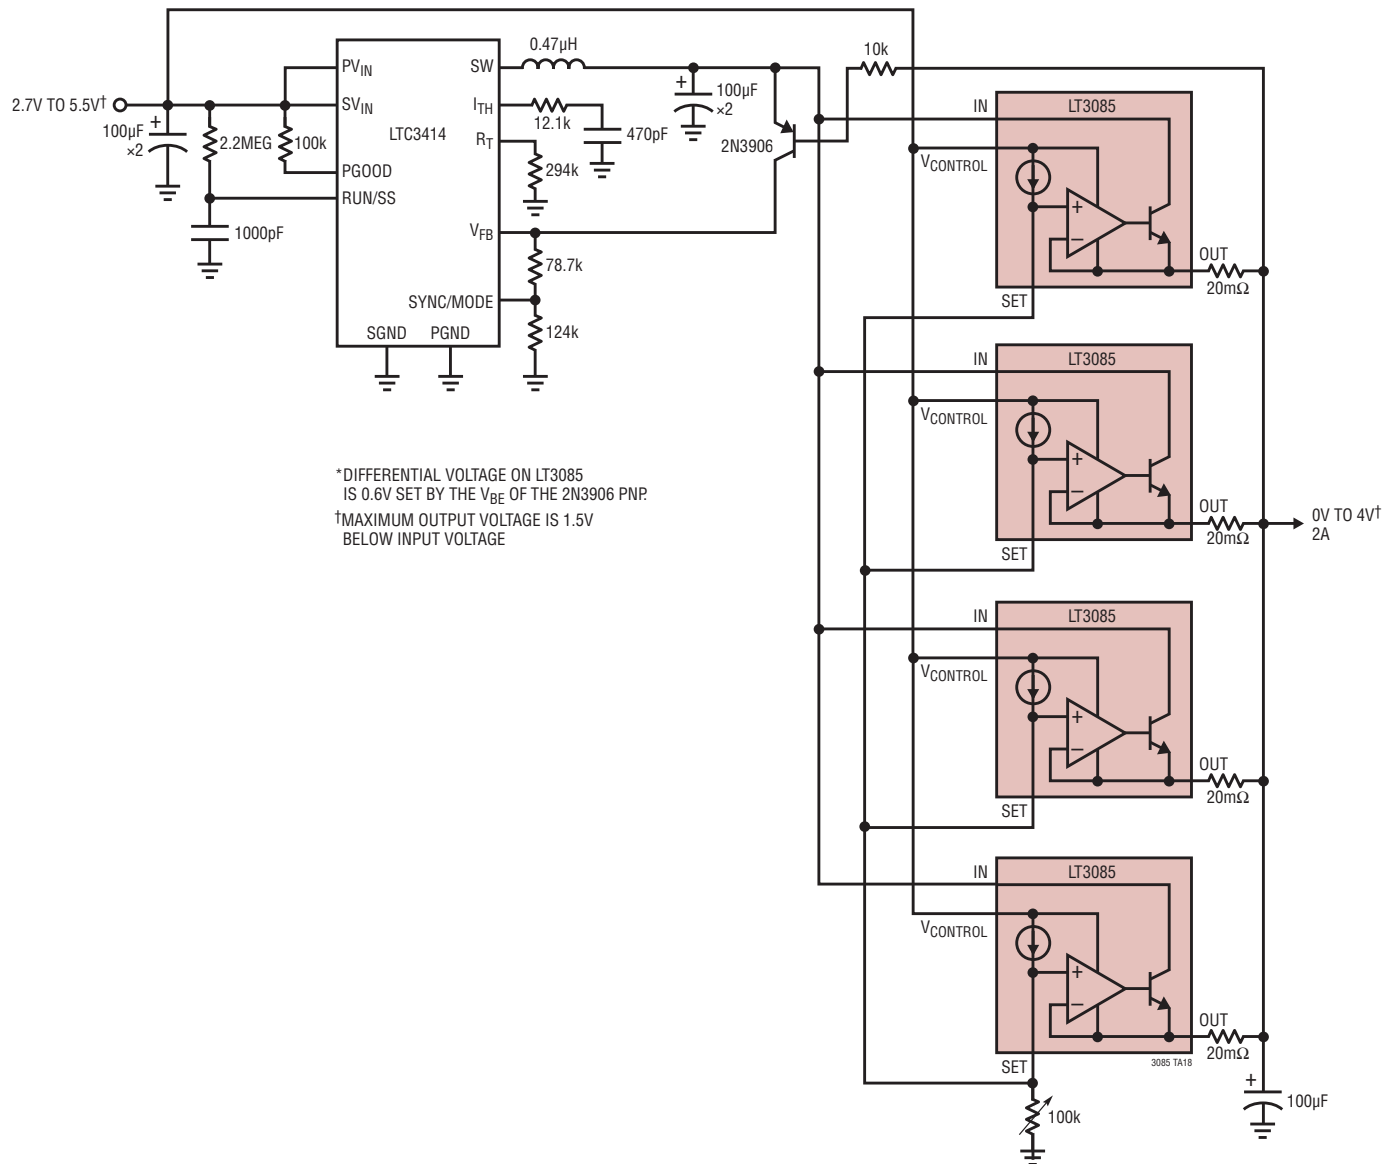 2.7V TO 5.5V†
100µF
×2
+
2.2MEG
100k
1000pF
PVIN
SVIN
PGOOD
RUN/SS
LTC3414
SW
ITH
RT
VFB
SYNC/MODE
SGND
PGND
0.47µH
12.1k
470pF
294k
78.7k
124k
+
100µF
×2
2N3906
10k
IN
LT3085
VCONTROL
+
–
OUT
20mΩ
SET
IN
LT3085
VCONTROL
+
–
OUT
20mΩ
SET
0V TO 4V†
2A
*DIFFERENTIAL VOLTAGE ON LT3085
IS 0.6V SET BY THE VBE OF THE 2N3906 PNP.
†MAXIMUM OUTPUT VOLTAGE IS 1.5V
BELOW INPUT VOLTAGE
IN
LT3085
VCONTROL
+
–
OUT
20mΩ
SET
IN
LT3085
VCONTROL
+
–
OUT
20mΩ
SET
3085 TA18
100k
+
100µF